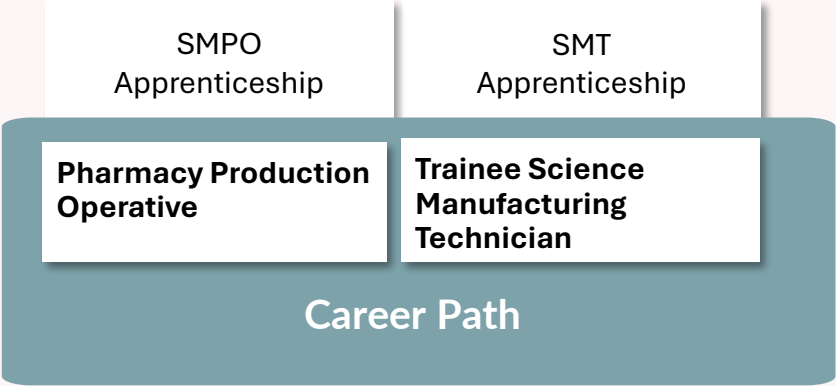 SMPO
Apprenticeship
SMT
Apprenticeship
Pharmacy Production
Operative
Trainee Science
Manufacturing
Technician
Career Path